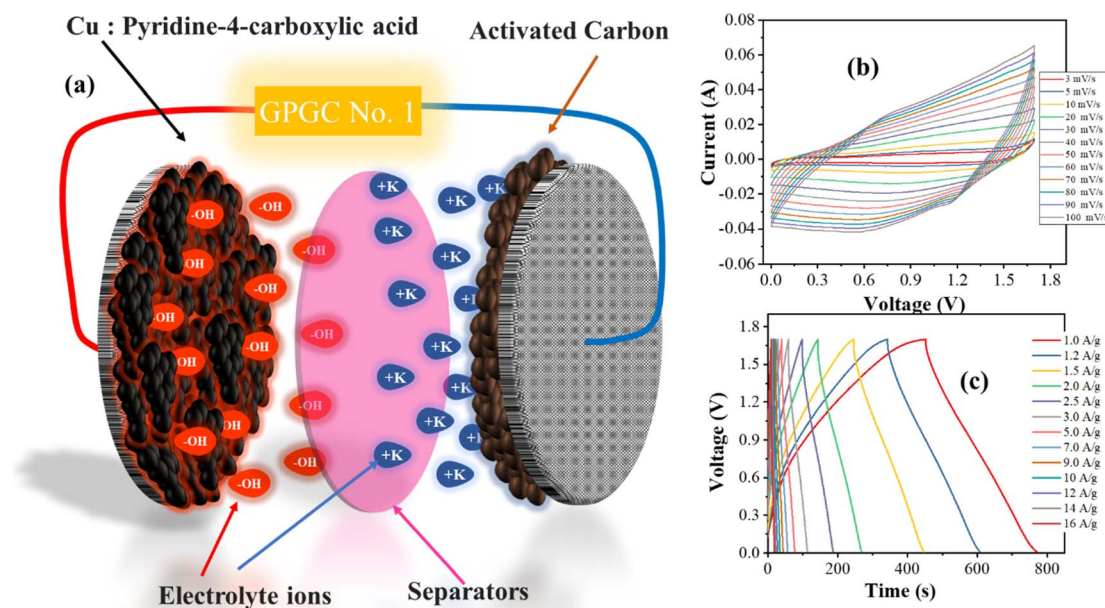 Cu : Pyridine-4-carboxylic acid
Activated Carbon
(a)
GPGC No. 1
-OH
-OH
-OH
-OH
-OH
-OH
-OH
-OH
-OH
-OH
-OH
-OH
-OH
-OH
+K
+K
+K
+K
+K
+K
+K
+K
+K
+K
+K
+K
+K
Electrolyte ions
Separators
(b)
Current (A)
0.06
0.04
0.02
0.00
-0.02
-0.04
-0.06
0.0 0.3 0.6 0.9 1.2 1.5 1.8
Voltage (V)
3 mV/s
5 mV/s
10 mV/s
20 mV/s
30 mV/s
40 mV/s
50 mV/s
60 mV/s
70 mV/s
80 mV/s
90 mV/s
100 mV/s
(c)
Voltage (V)
1.8
1.5
1.2
0.9
0.6
0.3
0.0
0 200 400 600 800
Time (s)
1.0 A/g
1.2 A/g
1.5 A/g
2.0 A/g
2.5 A/g
3.0 A/g
5.0 A/g
7.0 A/g
9.0 A/g
10 A/g
12 A/g
14 A/g
16 A/g